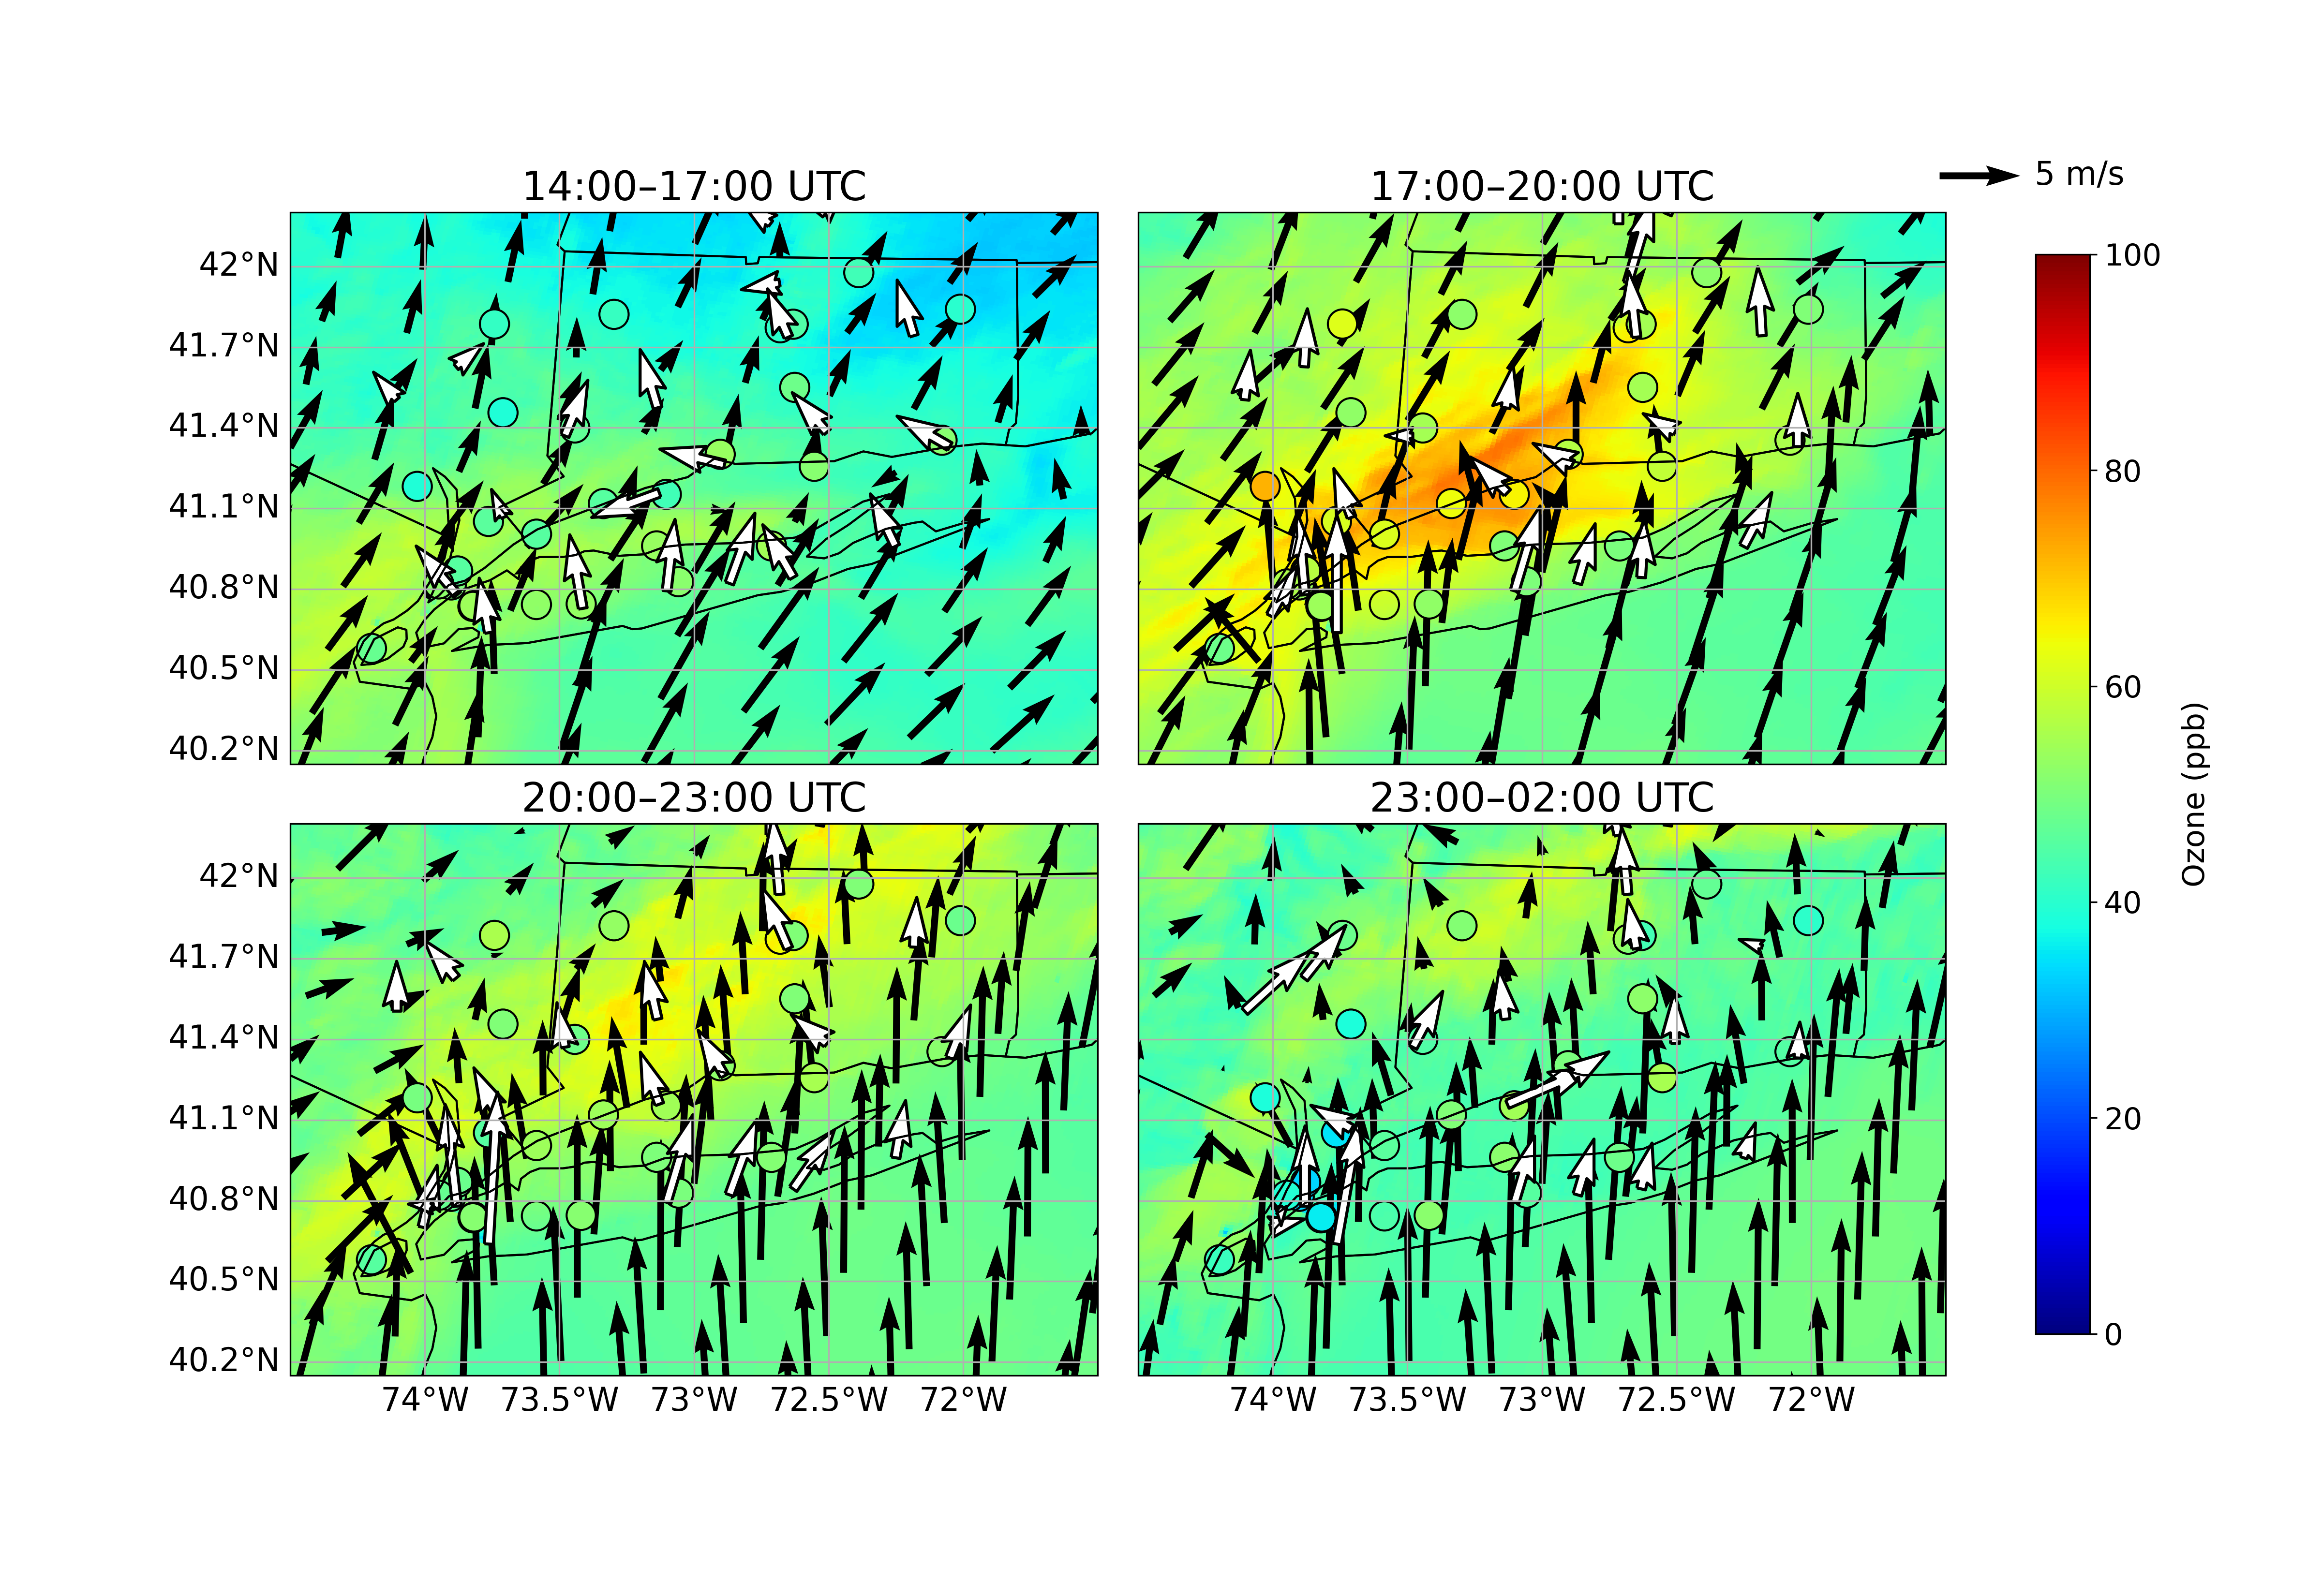 14:00–17:00 UTC
17:00–20:00 UTC
5 m/s
42°N
41.7°N
41.4°N
41.1°N
40.8°N
40.5°N
40.2°N
20:00–23:00 UTC
23:00–02:00 UTC
42°N
41.7°N
41.4°N
41.1°N
40.8°N
40.5°N
40.2°N
74°W 73.5°W 73°W 72.5°W 72°W
74°W 73.5°W 73°W 72.5°W 72°W
100
80
60
40
20
0
Ozone (ppb)